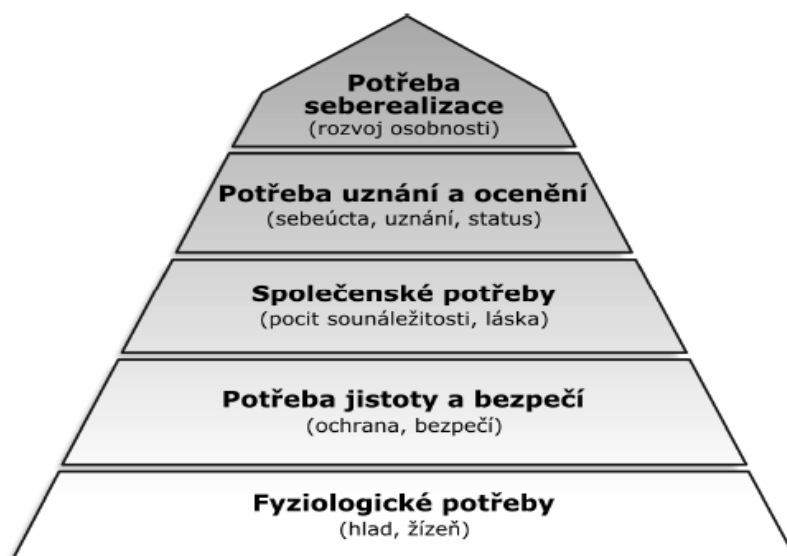 Potřeba
seberealizace
(rozvoj osobnosti)
Potřeba uznání a ocenění
(sebeúcta, uznání, status)
Společenské potřeby
(pocit sounáležitosti, láska)
Potřeba jistoty a bezpečí
(ochrana, bezpečí)
Fyziologické potřeby
(hlad, žízeň)